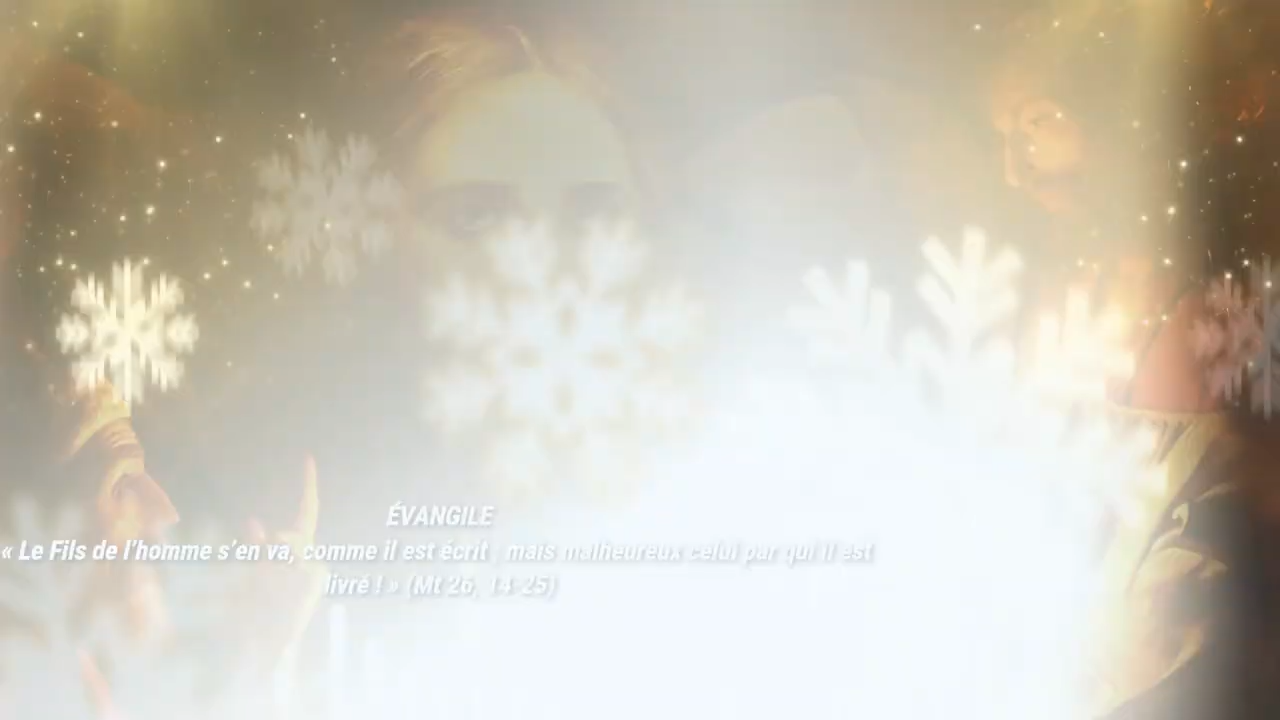 ÉVANGILE
« Le Fils de l’homme s’en va, comme il est écrit ; mais malheureux celui par qui il est
livré ! » (Mt 26, 14-25)